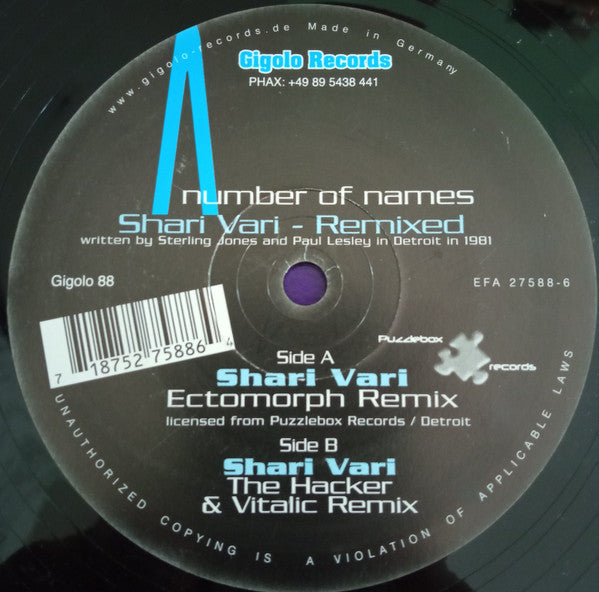 www.gigolo-records.de Made in Germany
Gigolo Records
PHAX: +49 89 5438 441
A number of names
Shari Vari - Remixed
written by Sterling Jones and Paul Lesley in Detroit in 1981
Gigolo 88
EFA 27588-6
7 18752 75886 4
Puzzlebox records
Side A
Shari Vari
Ectomorph Remix
licensed from Puzzlebox Records / Detroit
Side B
Shari Vari
The Hacker
& Vitalic Remix
UNAUTHORIZED COPYING IS A VIOLATION OF APPLICABLE LAWS